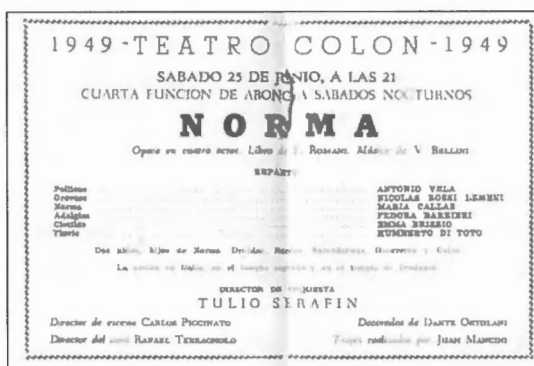 1949 - TEATRO COLON - 1949
SABADO 25 DE JUNIO, A LAS 21
CUARTA FUNCION DE ABONO A SABADOS NOCTURNOS
NORMA
Opera en cuatro actos. Libro de F. ROMANI. Música de V. BELLINI
REPARTO
Pollione ANTONIO VELA
Oroveso NICOLAS ROSSI LEMENI
Norma MARIA CALLAS
Adalgisa FEDORA BARBIERI
Clotilde EMMA BRIZZIO
Flavio HUMBERTO DI TOTO
Dos niños, hijos de Norma. Druidas, Bardos, Sacerdotisas, Guerreros y Galos
La acción en Galia, en el bosque sagrado y en el templo de
DIRECTOR DE ORQUESTA
TULIO SERAFIN
Director de escena CARLOS PICCINATO Decorados de DANTE ORTOLANI
Director del coro RAFAEL TERRAGNOLO Trajes realizados por JUAN MANCINI